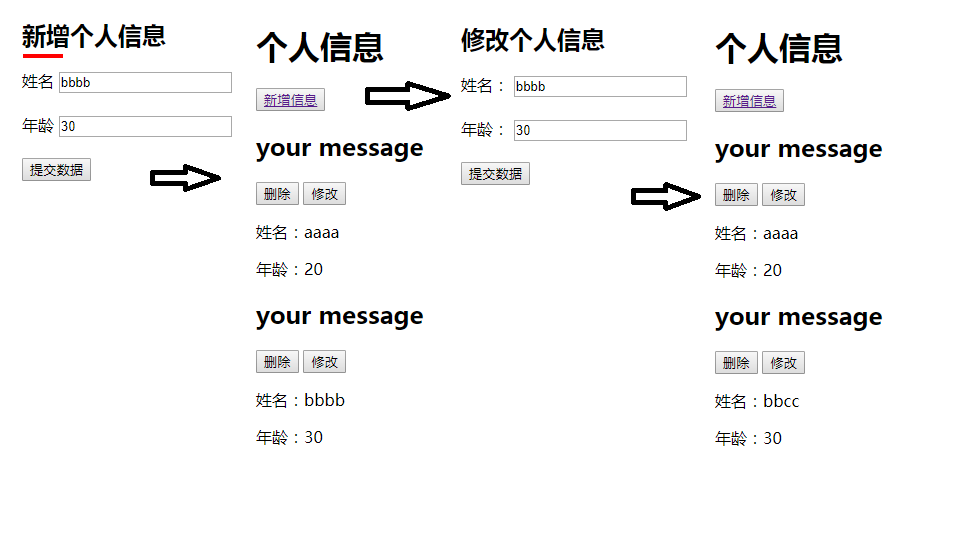 新增个人信息
姓名 bbbb
年龄 30
提交数据
个人信息
新增信息
your message
删除 修改
姓名：aaaa
年龄：20
your message
删除 修改
姓名：bbbb
年龄：30
修改个人信息
姓名： bbbb
年龄： 30
提交数据
个人信息
新增信息
your message
删除 修改
姓名：aaaa
年龄：20
your message
删除 修改
姓名：bbcc
年龄：30